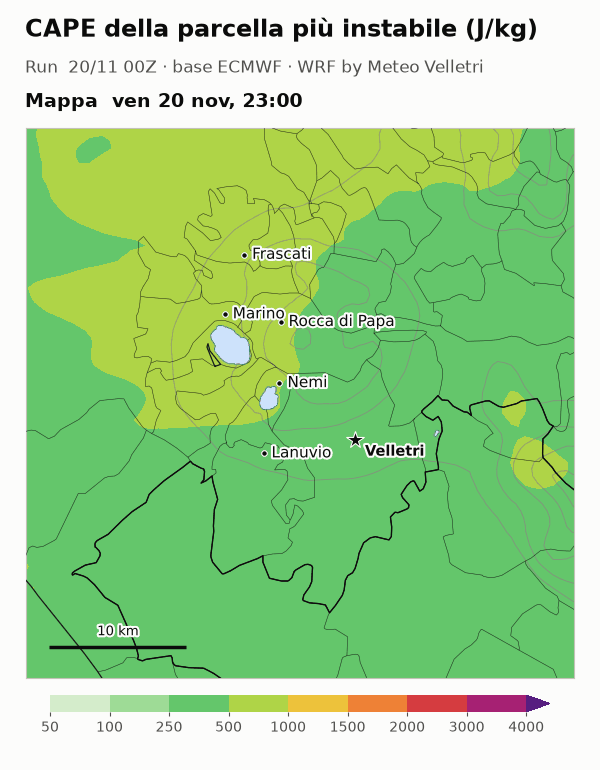 CAPE della parcella più instabile (J/kg)
Run  20/11 00Z · base ECMWF · WRF by Meteo Velletri
Mappa  ven 20 nov, 23:00
Frascati
Marino
Rocca di Papa
Nemi
Velletri
Lanuvio
10 km
50 100 250 500 1000 1500 2000 3000 4000